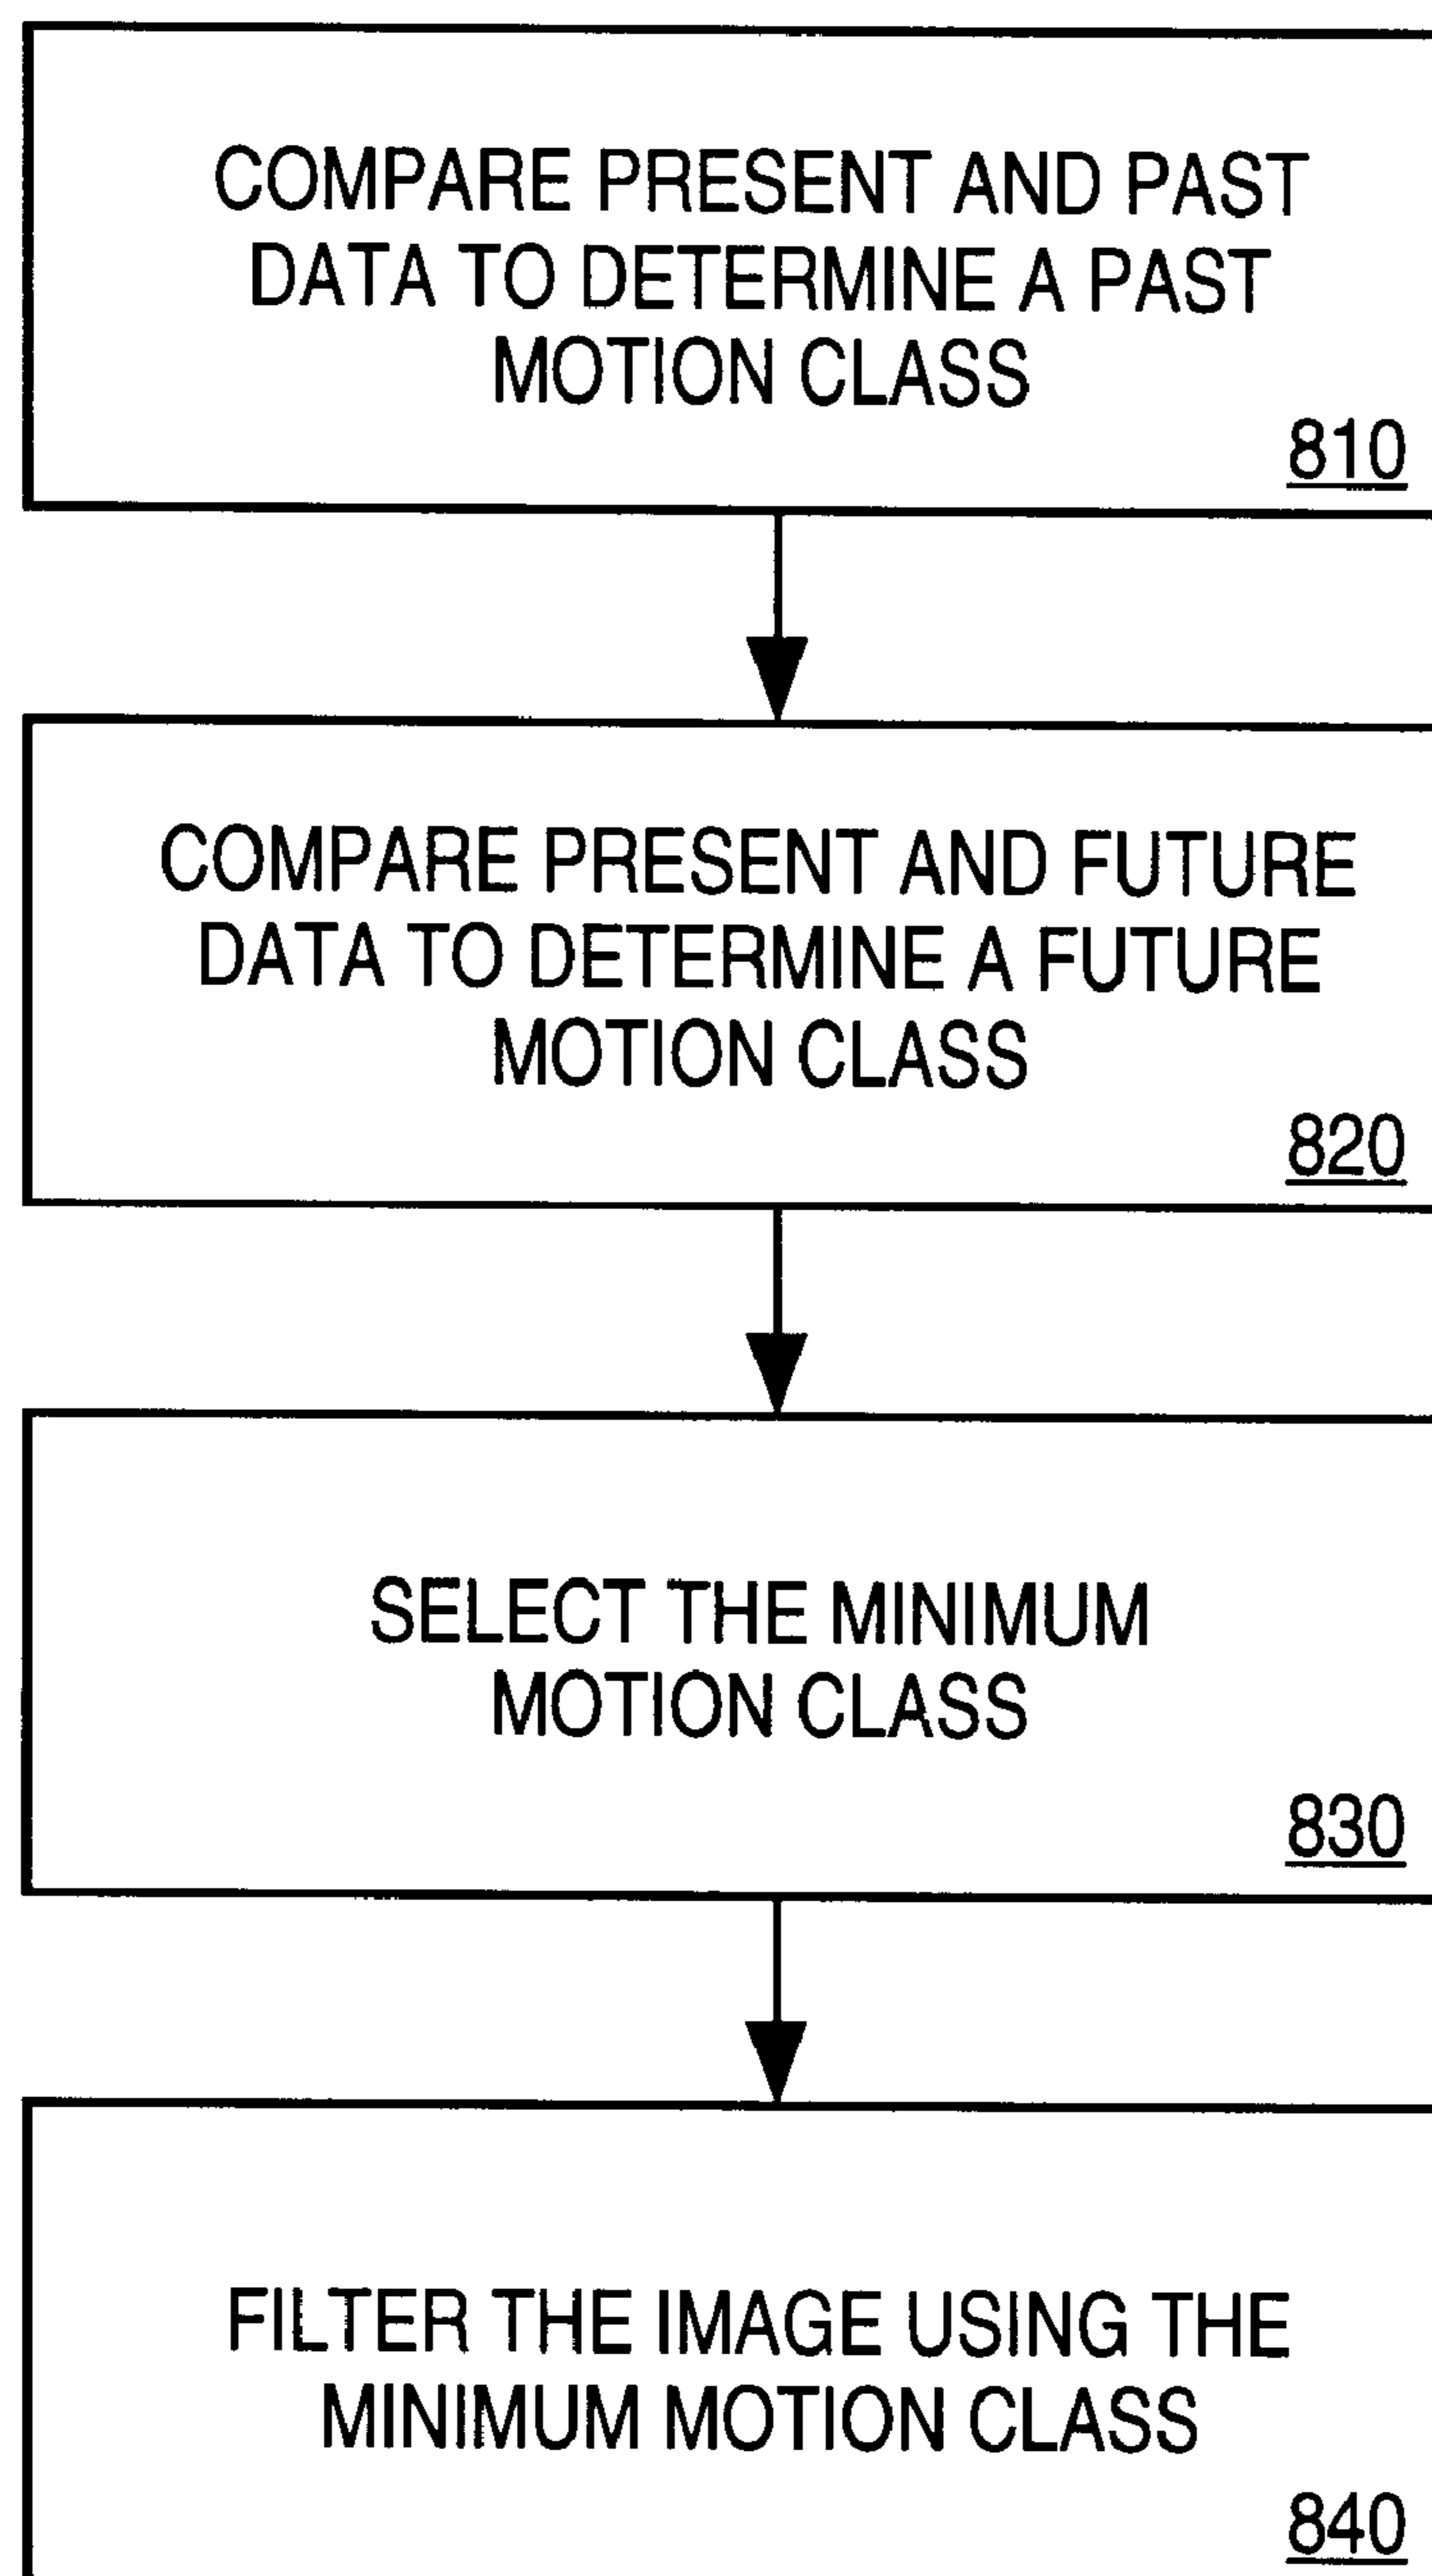 COMPARE PRESENT AND PAST
DATA TO DETERMINE A PAST
MOTION CLASS
810
COMPARE PRESENT AND FUTURE
DATA TO DETERMINE A FUTURE
MOTION CLASS
820
SELECT THE MINIMUM
MOTION CLASS
830
FILTER THE IMAGE USING THE
MINIMUM MOTION CLASS
840